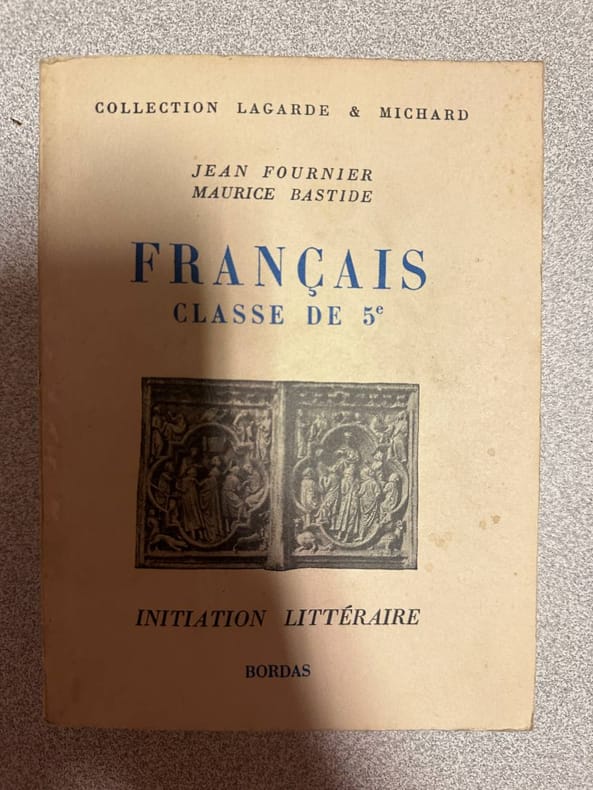 COLLECTION LAGARDE & MICHARD
JEAN FOURNIER
MAURICE BASTIDE
FRANÇAIS
CLASSE DE 5e
INITIATION LITTÉRAIRE
BORDAS